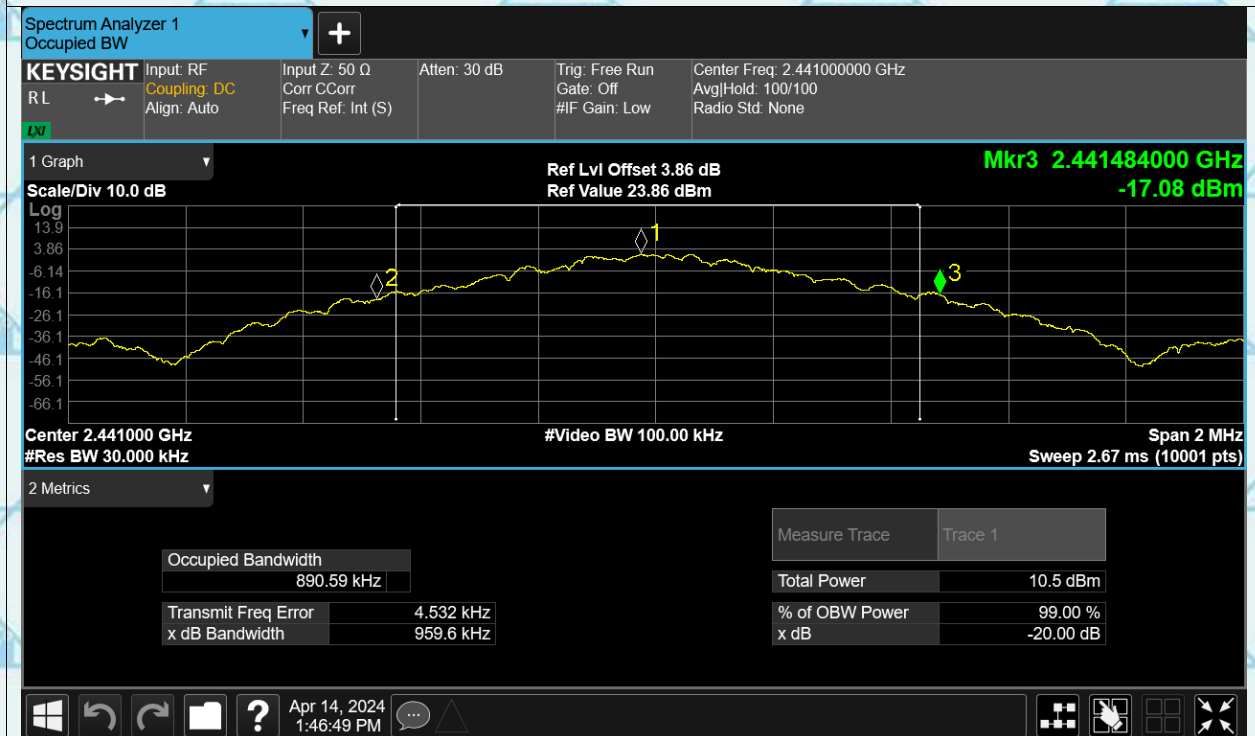 Spectrum Analyzer 1
Occupied BW
KEYSIGHT
RL
LXI
Input: RF
Coupling: DC
Align: Auto
Input Z: 50 Ω
Corr CCorr
Freq Ref: Int (S)
Atten: 30 dB
Trig: Free Run
Gate: Off
#IF Gain: Low
Center Freq: 2.441000000 GHz
Avg|Hold: 100/100
Radio Std: None
1 Graph
Scale/Div 10.0 dB
Ref Lvl Offset 3.86 dB
Ref Value 23.86 dBm
Mkr3 2.441484000 GHz
-17.08 dBm
Log
13.9
3.86
-6.14
-16.1
-26.1
-36.1
-46.1
-56.1
-66.1
1
2
3
Center 2.441000 GHz
#Video BW 100.00 kHz
Span 2 MHz
#Res BW 30.000 kHz
Sweep 2.67 ms (10001 pts)
2 Metrics
Measure Trace Trace 1
Occupied Bandwidth
890.59 kHz
Total Power 10.5 dBm
Transmit Freq Error 4.532 kHz
% of OBW Power 99.00 %
x dB Bandwidth 959.6 kHz
x dB -20.00 dB
?
Apr 14, 2024
1:46:49 PM